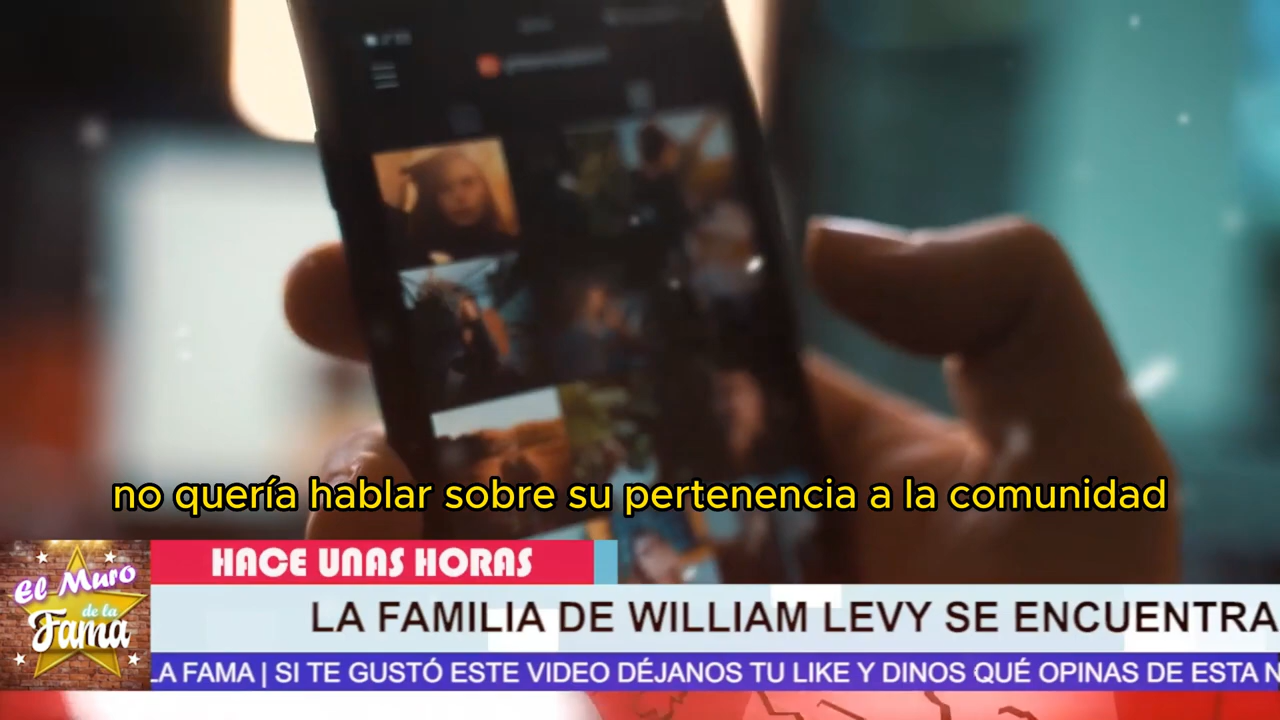 no quería hablar sobre su pertenencia a la comunidad
HACE UNAS HORAS
El Muro
de la
Fama
LA FAMILIA DE WILLIAM LEVY SE ENCUENTRA
LA FAMA | SI TE GUSTÓ ESTE VIDEO DÉJANOS TU LIKE Y DINOS QUÉ OPINAS DE ESTA N